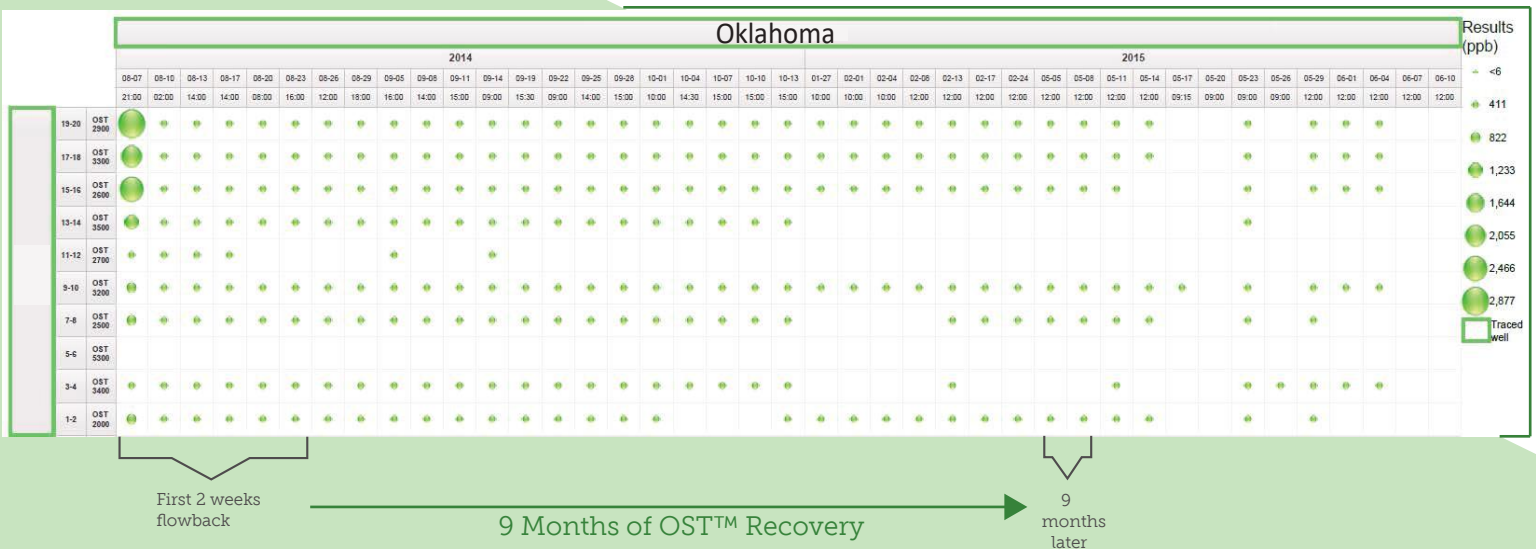 Oklahoma
2014 2015
08-07 08-10 08-13 08-17 08-20 08-23 08-26 08-29 09-05 09-08 09-11 09-14 09-19 09-22 09-25 09-28 10-01 10-04 10-07 10-10 10-13 01-27 02-01 02-04 02-08 02-13 02-17 02-24 05-05 05-08 05-11 05-14 05-17 05-20 05-23 05-26 05-29 06-01 06-04 06-07 06-10
21:00 02:00 14:00 14:00 08:00 16:00 12:00 18:00 16:00 14:00 15:00 09:00 15:30 09:00 14:00 15:00 10:00 14:30 15:00 15:00 10:00 10:00 10:00 10:00 12:00 12:00 12:00 12:00 12:00 12:00 12:00 12:00 09:15 09:00 09:00 09:00 12:00 12:00 12:00 12:00 12:00
19-20 OST
2900
17-18 OST
3300
15-16 OST
2600
13-14 OST
3500
11-12 OST
2700
9-10 OST
3200
7-8 OST
2500
5-6 OST
5300
3-4 OST
3400
1-2 OST
2000
Results
(ppb)
<6
411
822
1,233
1,644
2,055
2,466
2,877
Traced
well
First 2 weeks
flowback
9 Months of OST™ Recovery
9
months
later